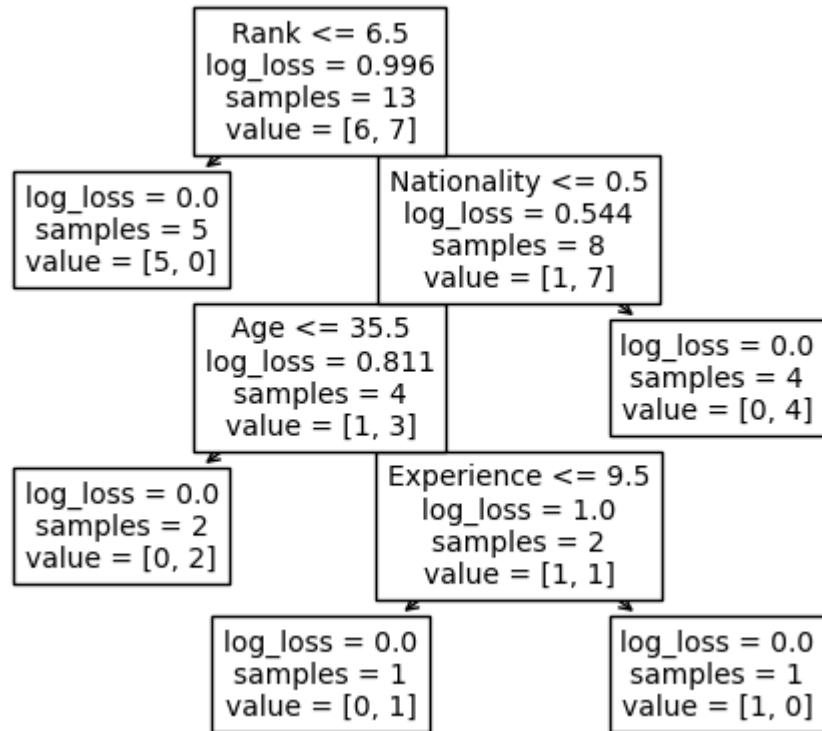 Rank <= 6.5
log_loss = 0.996
samples = 13
value = [6, 7]
log_loss = 0.0
samples = 5
value = [5, 0]
Nationality <= 0.5
log_loss = 0.544
samples = 8
value = [1, 7]
Age <= 35.5
log_loss = 0.811
samples = 4
value = [1, 3]
log_loss = 0.0
samples = 4
value = [0, 4]
log_loss = 0.0
samples = 2
value = [0, 2]
Experience <= 9.5
log_loss = 1.0
samples = 2
value = [1, 1]
log_loss = 0.0
samples = 1
value = [0, 1]
log_loss = 0.0
samples = 1
value = [1, 0]